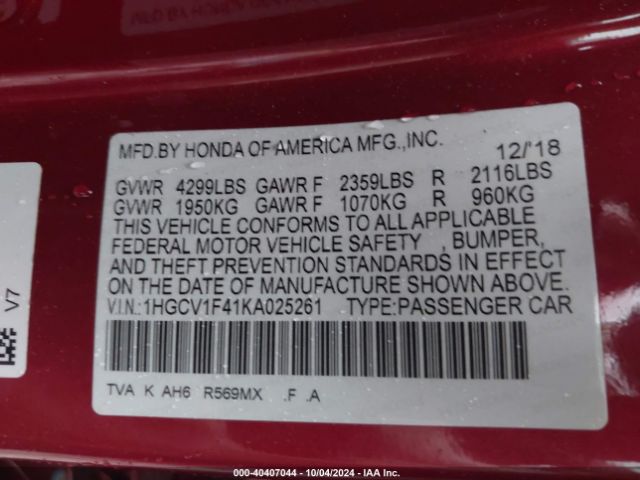 MFD.BY HONDA OF AMERICA MFG.,INC. 12/'18
GVWR 4299LBS GAWR F 2359LBS R 2116LBS
GVWR 1950KG GAWR F 1070KG R 960KG
THIS VEHICLE CONFORMS TO ALL APPLICABLE
FEDERAL MOTOR VEHICLE SAFETY , BUMPER,
AND THEFT PREVENTION STANDARDS IN EFFECT
ON THE DATE OF MANUFACTURE SHOWN ABOVE.
V.I.N.:1HGCV1F41KA025261 TYPE:PASSENGER CAR
TVA K AH6 R569MX .F .A
V7
000-40407044 - 10/04/2024 - IAA Inc.